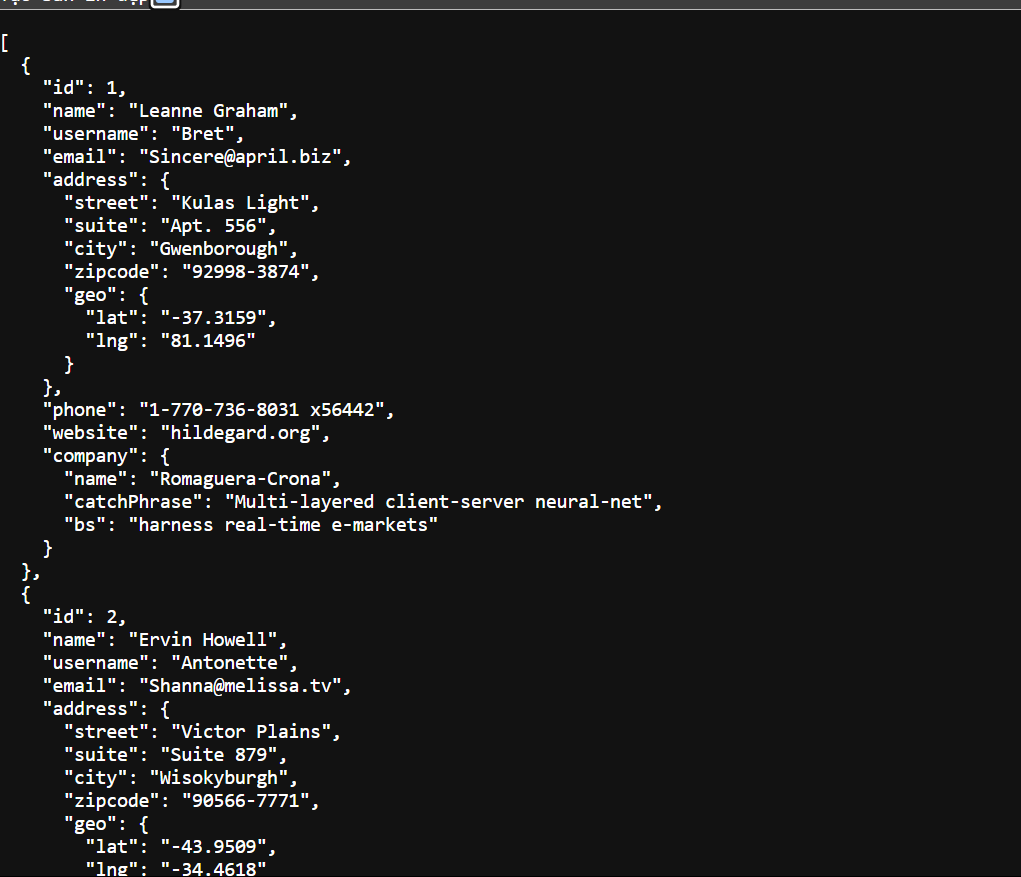 [
  {
    "id": 1,
    "name": "Leanne Graham",
    "username": "Bret",
    "email": "Sincere@april.biz",
    "address": {
      "street": "Kulas Light",
      "suite": "Apt. 556",
      "city": "Gwenborough",
      "zipcode": "92998-3874",
      "geo": {
        "lat": "-37.3159",
        "lng": "81.1496"
      }
    },
    "phone": "1-770-736-8031 x56442",
    "website": "hildegard.org",
    "company": {
      "name": "Romaguera-Crona",
      "catchPhrase": "Multi-layered client-server neural-net",
      "bs": "harness real-time e-markets"
    }
  },
  {
    "id": 2,
    "name": "Ervin Howell",
    "username": "Antonette",
    "email": "Shanna@melissa.tv",
    "address": {
      "street": "Victor Plains",
      "suite": "Suite 879",
      "city": "Wisokyburgh",
      "zipcode": "90566-7771",
      "geo": {
        "lat": "-43.9509",
        "lng": "-34.4618"